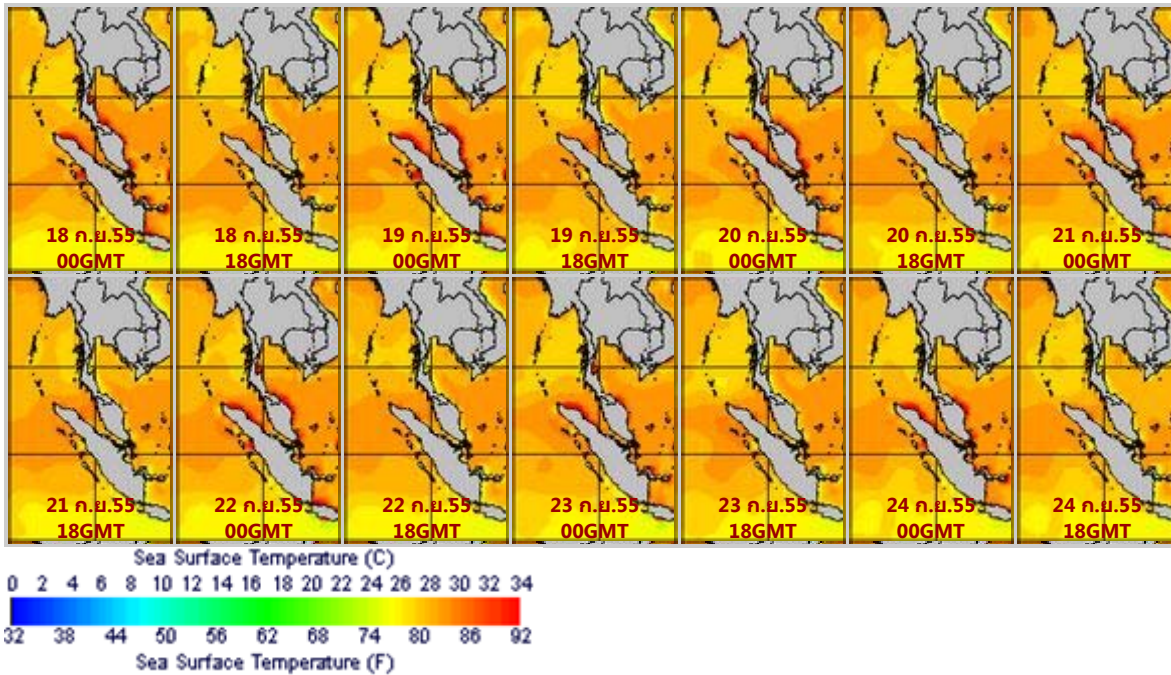 18 ก.ย.55
00GMT
18 ก.ย.55
18GMT
19 ก.ย.55
00GMT
19 ก.ย.55
18GMT
20 ก.ย.55
00GMT
20 ก.ย.55
18GMT
21 ก.ย.55
00GMT
21 ก.ย.55
18GMT
22 ก.ย.55
00GMT
22 ก.ย.55
18GMT
23 ก.ย.55
00GMT
23 ก.ย.55
18GMT
24 ก.ย.55
00GMT
24 ก.ย.55
18GMT
Sea Surface Temperature (C)
0 2 4 6 8 10 12 14 16 18 20 22 24 26 28 30 32 34
32 38 44 50 56 62 68 74 80 86 92
Sea Surface Temperature (F)